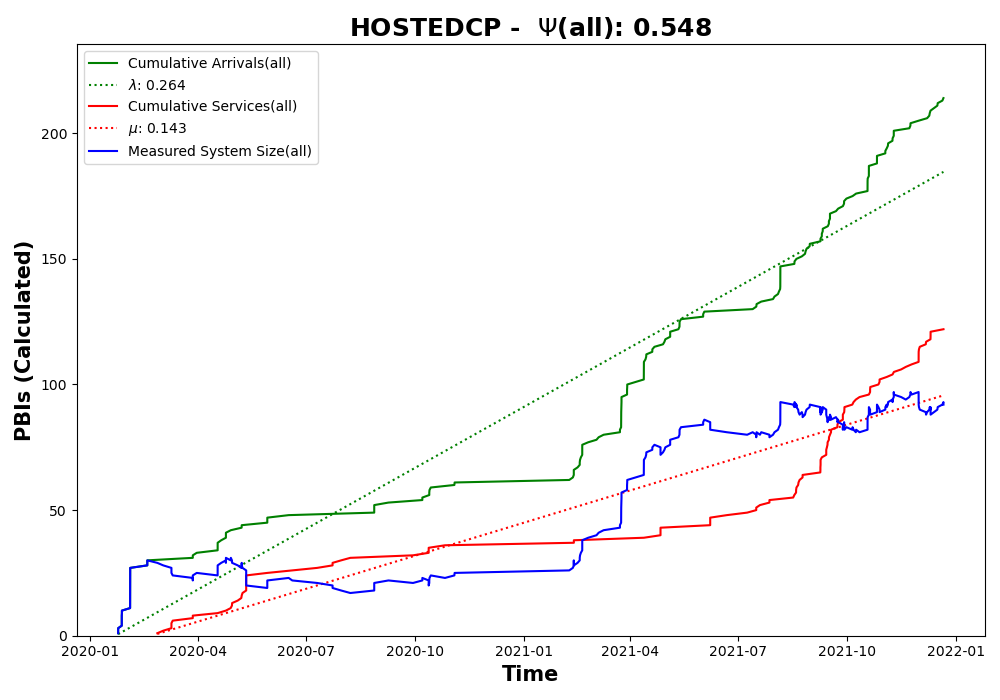 HOSTEDCP - Ψ(all): 0.548
Cumulative Arrivals(all)
λ: 0.264
Cumulative Services(all)
μ: 0.143
Measured System Size(all)
PBIs (Calculated)
200
150
100
50
0
2020-01 2020-04 2020-07 2020-10 2021-01 2021-04 2021-07 2021-10 2022-01
Time